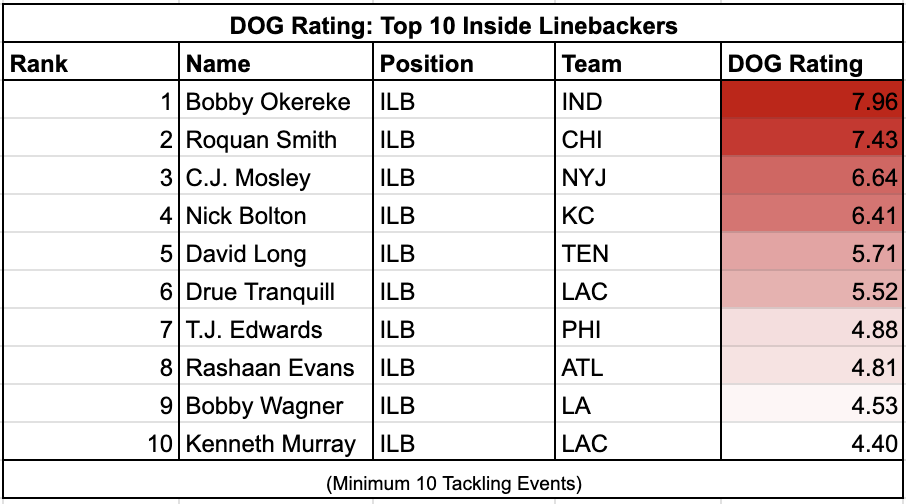 DOG Rating: Top 10 Inside Linebackers
Rank Name Position Team DOG Rating
1 Bobby Okereke ILB IND 7.96
2 Roquan Smith ILB CHI 7.43
3 C.J. Mosley ILB NYJ 6.64
4 Nick Bolton ILB KC 6.41
5 David Long ILB TEN 5.71
6 Drue Tranquill ILB LAC 5.52
7 T.J. Edwards ILB PHI 4.88
8 Rashaan Evans ILB ATL 4.81
9 Bobby Wagner ILB LA 4.53
10 Kenneth Murray ILB LAC 4.40
(Minimum 10 Tackling Events)